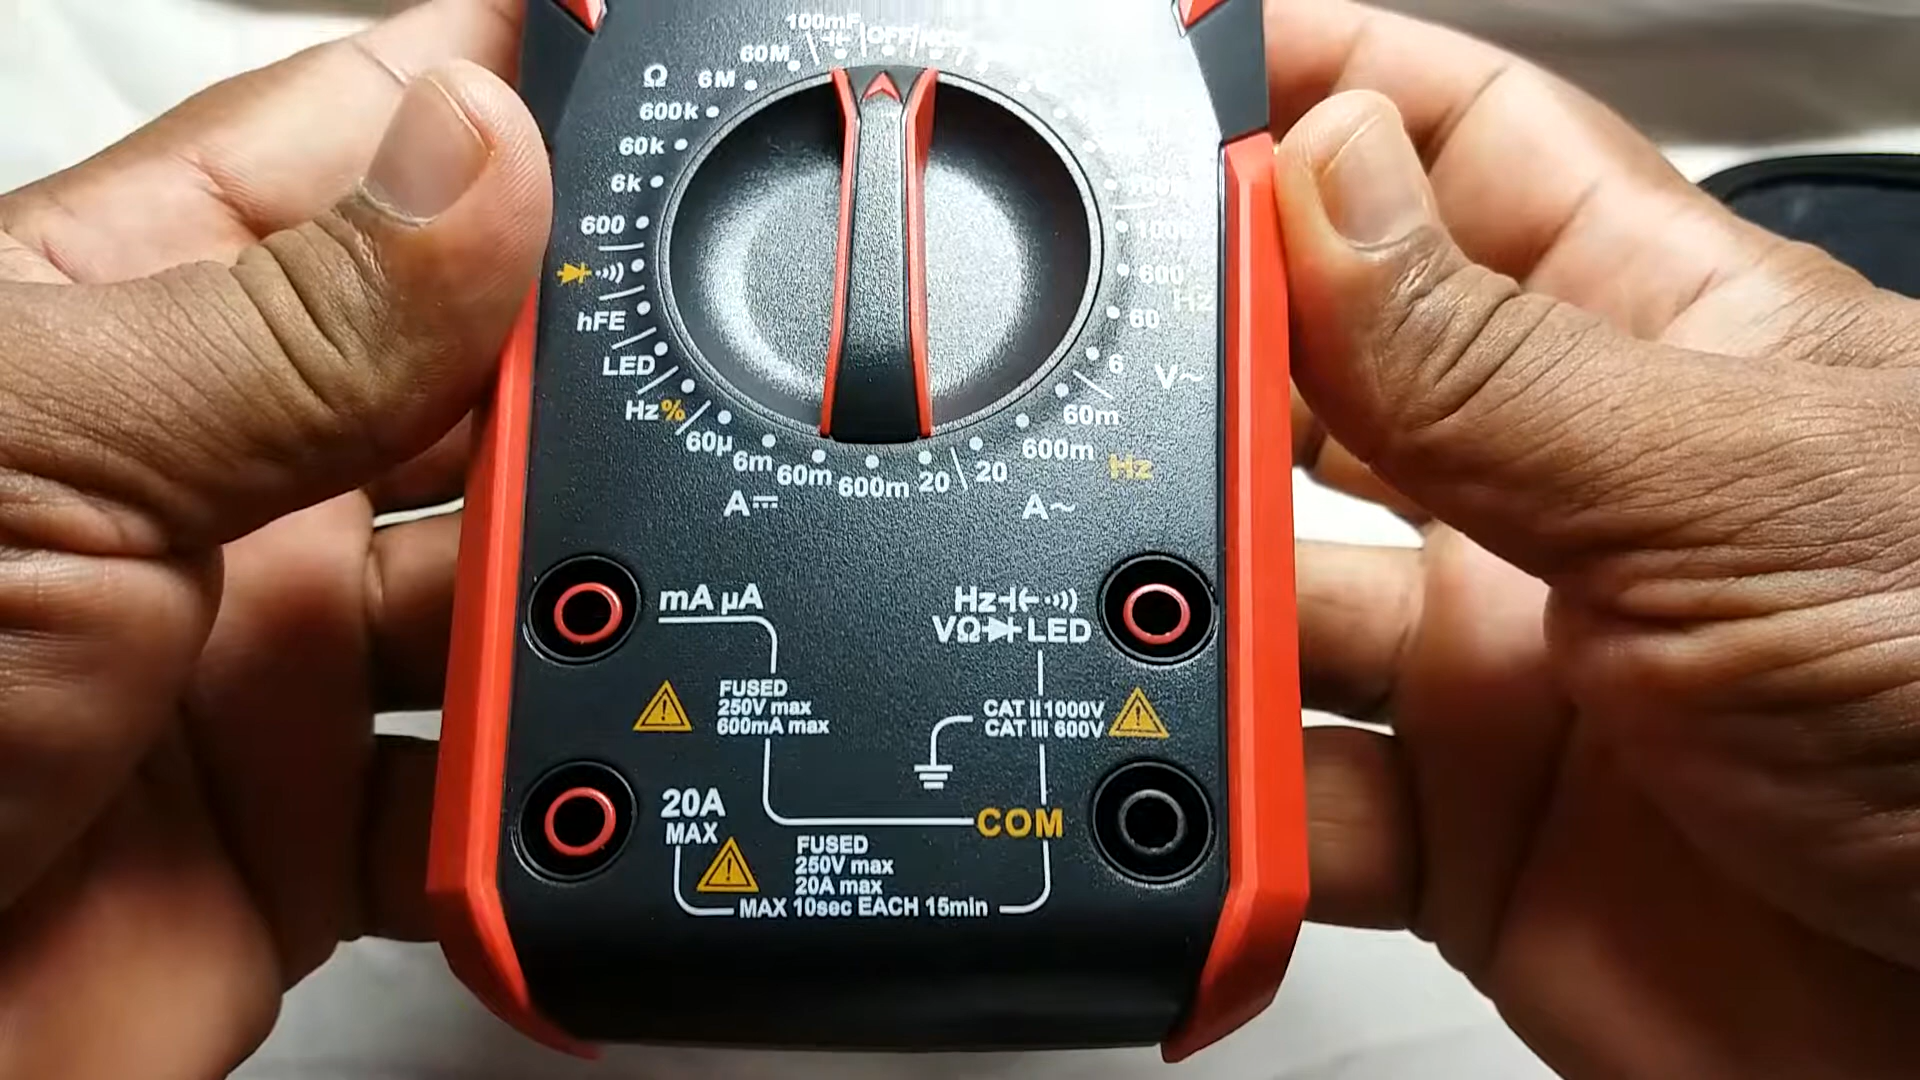 100mF
OFF
NCV
60M
Ω 6M
600k
60k
6k
600
hFE
LED
Hz%
60µ
6m
60m
600m
20
A
1000
600
Hz
60
6
V~
60m
600m
Hz
20
A~
mA µA
Hz
VΩ LED
FUSED
250V max
600mA max
CAT II 1000V
CAT III 600V
20A
MAX
COM
FUSED
250V max
20A max
MAX 10sec EACH 15min